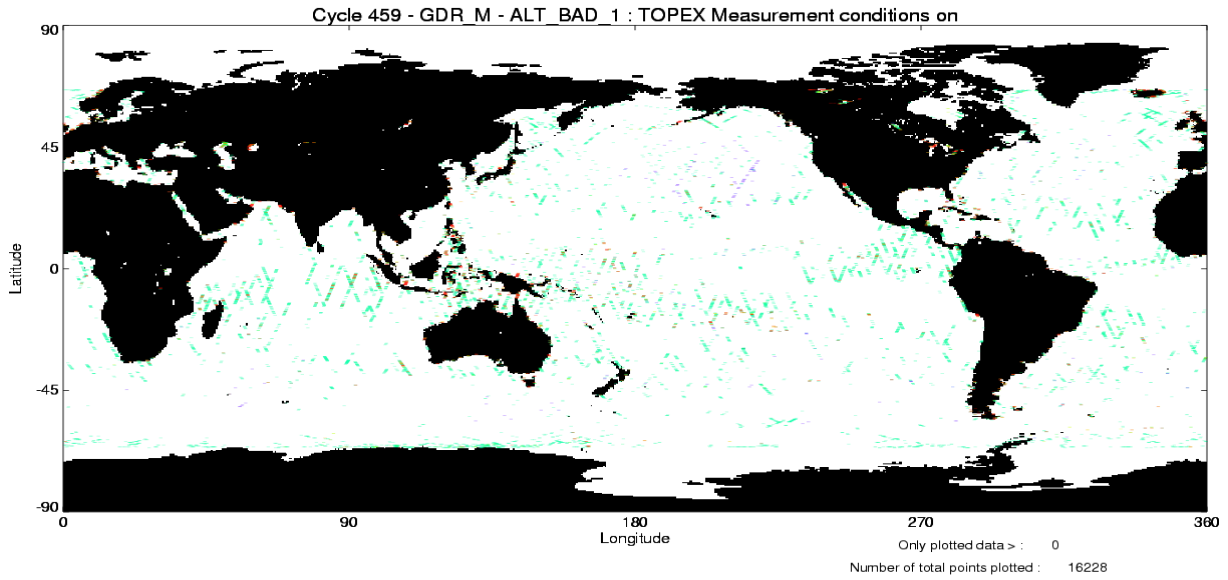 Cycle 459 - GDR_M - ALT_BAD_1 : TOPEX Measurement conditions on
90
45
0
-45
-90
Latitude
0 90 180 270 360
Longitude
Only plotted data > : 0
Number of total points plotted : 16228